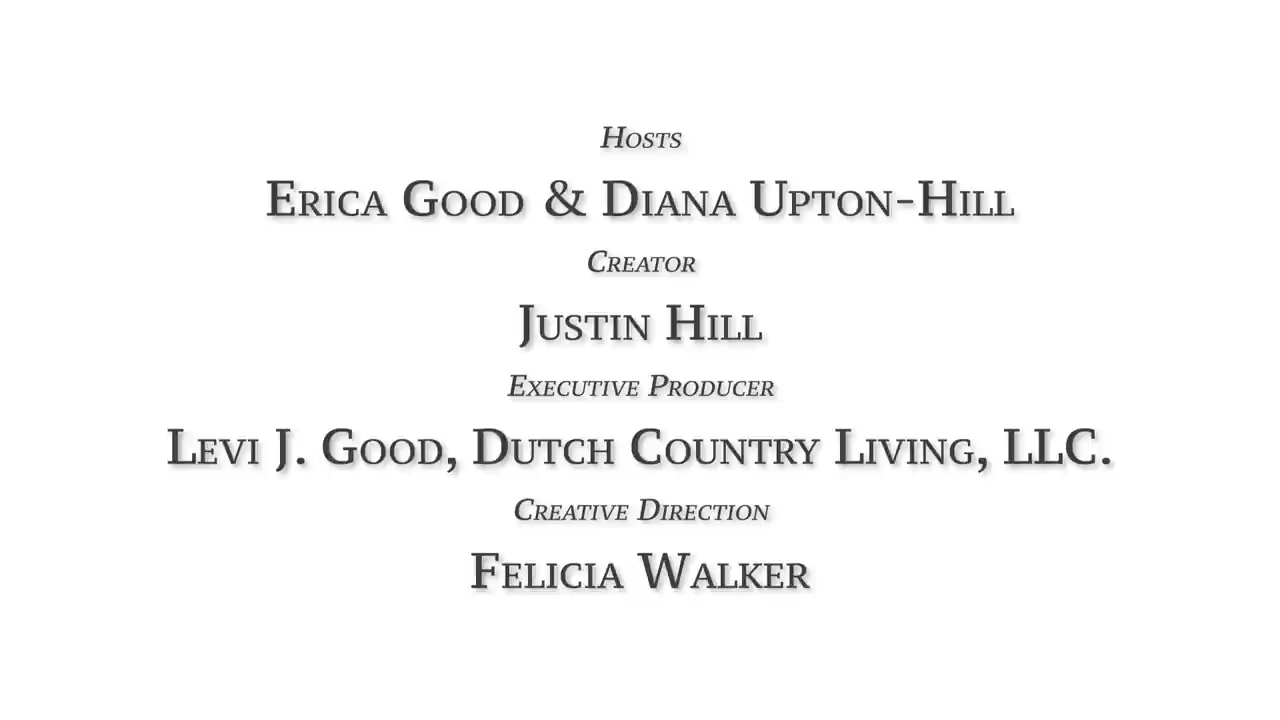 Hosts
Erica Good & Diana Upton-Hill
Creator
Justin Hill
Executive Producer
Levi J. Good, Dutch Country Living, LLC.
Creative Direction
Felicia Walker